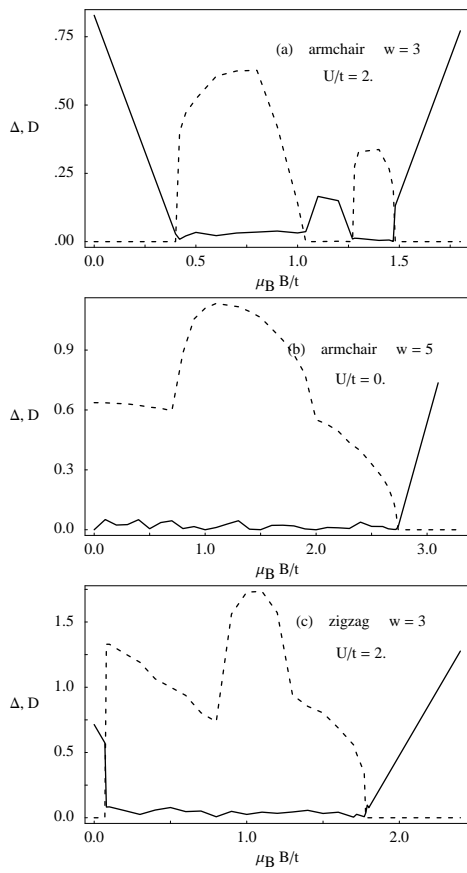 .75
(a) armchair w = 3
U/t = 2.
.50
Δ, D
.25
.00
0.0 0.5 1.0 1.5
μB B/t
0.9
(b) armchair w = 5
U/t = 0.
Δ, D
0.6
0.3
0.0
0.0 1.0 2.0 3.0
μB B/t
1.5
(c) zigzag w = 3
U/t = 2.
Δ, D
1.0
0.5
0.0
0.0 1.0 2.0
μB B/t